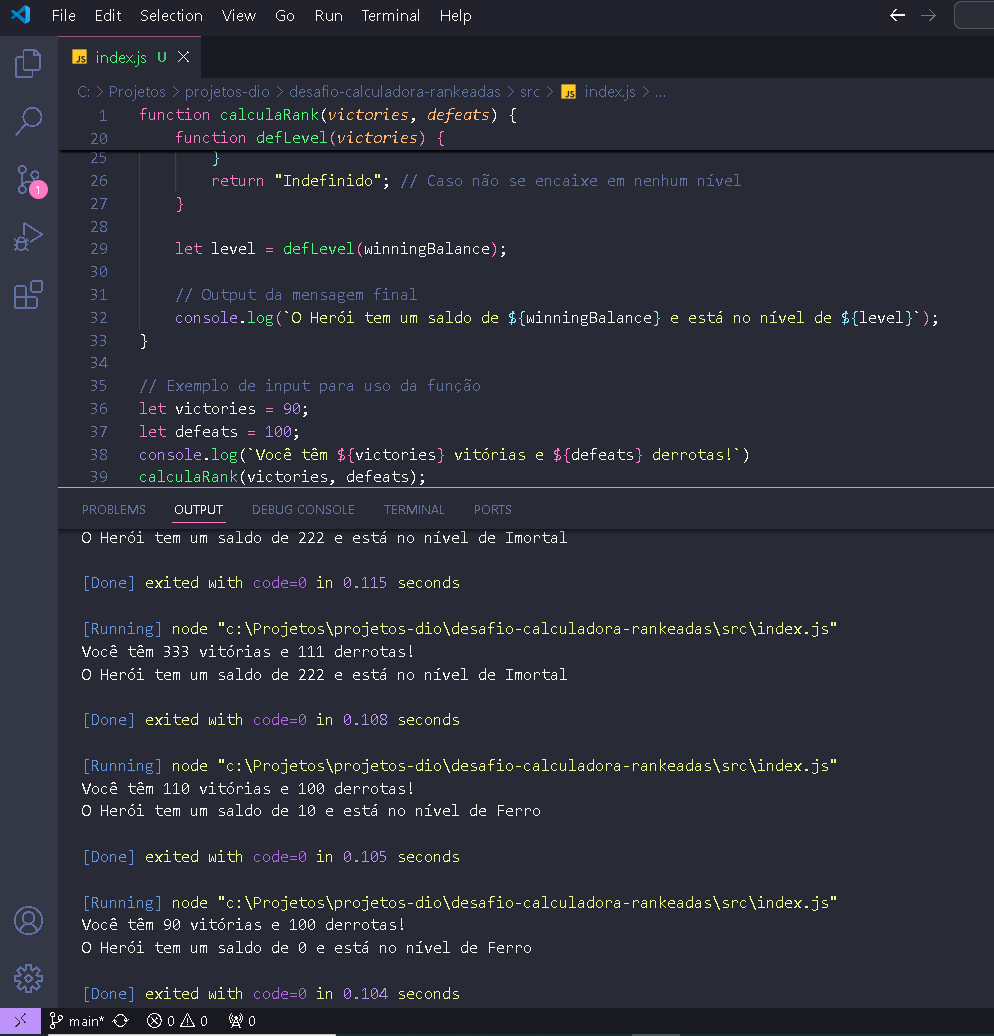 File Edit Selection View Go Run Terminal Help
JS index.js U
C: > Projetos > projetos-dio > desafio-calculadora-rankeadas > src > JS index.js > ...
1 function calculaRank(victories, defeats) {
20 function defLevel(victories) {
25 }
26 return "Indefinido"; // Caso não se encaixe em nenhum nível
27 }
28
29 let level = defLevel(winningBalance);
30
31 // Output da mensagem final
32 console.log(`O Herói tem um saldo de ${winningBalance} e está no nível de ${level}`);
33 }
34
35 // Exemplo de input para uso da função
36 let victories = 90;
37 let defeats = 100;
38 console.log(`Você têm ${victories} vitórias e ${defeats} derrotas!`)
39 calculaRank(victories, defeats);
1
PROBLEMS OUTPUT DEBUG CONSOLE TERMINAL PORTS
O Herói tem um saldo de 222 e está no nível de Imortal
[Done] exited with code=0 in 0.115 seconds
[Running] node "c:\Projetos\projetos-dio\desafio-calculadora-rankeadas\src\index.js"
Você têm 333 vitórias e 111 derrotas!
O Herói tem um saldo de 222 e está no nível de Imortal
[Done] exited with code=0 in 0.108 seconds
[Running] node "c:\Projetos\projetos-dio\desafio-calculadora-rankeadas\src\index.js"
Você têm 110 vitórias e 100 derrotas!
O Herói tem um saldo de 10 e está no nível de Ferro
[Done] exited with code=0 in 0.105 seconds
[Running] node "c:\Projetos\projetos-dio\desafio-calculadora-rankeadas\src\index.js"
Você têm 90 vitórias e 100 derrotas!
O Herói tem um saldo de 0 e está no nível de Ferro
[Done] exited with code=0 in 0.104 seconds
main* 0 0 0